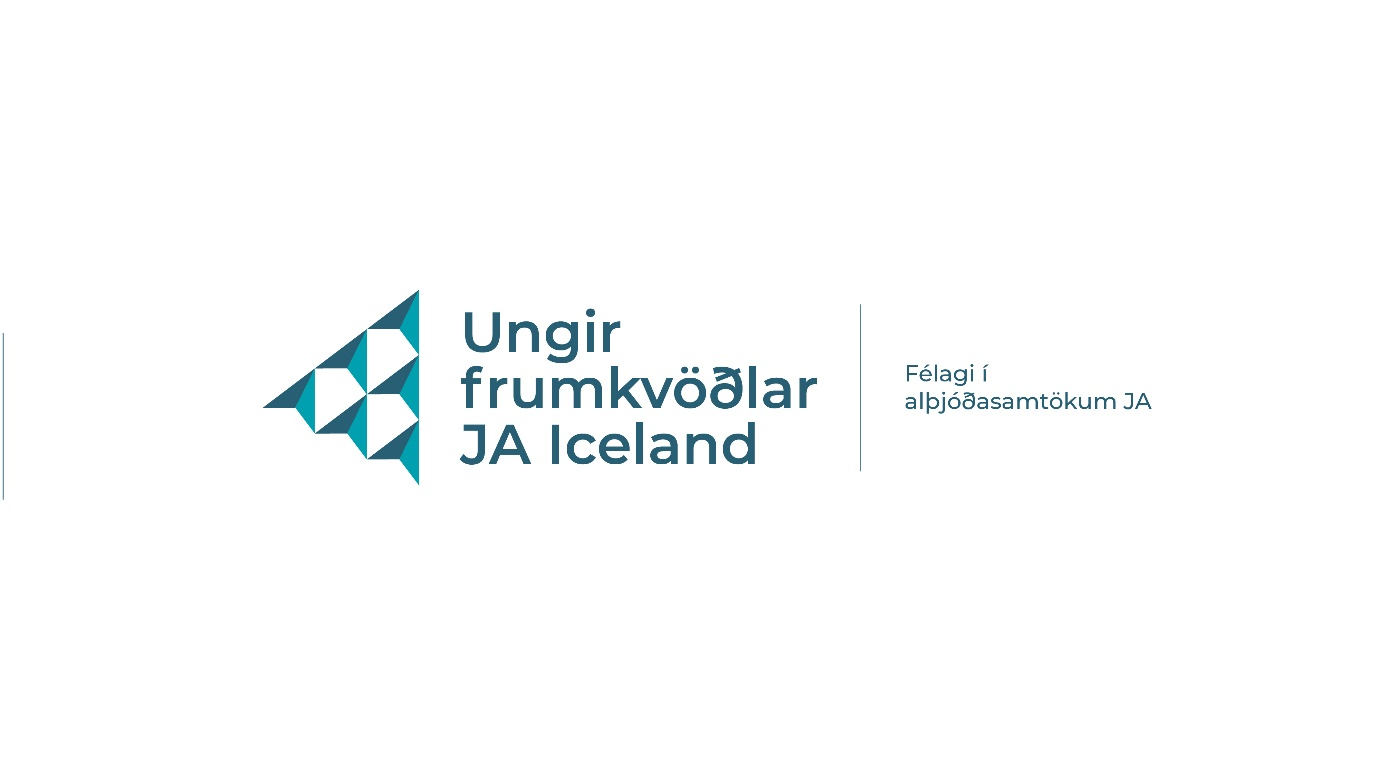 Ungir
frumkvöðlar
JA Iceland
Félagi í
alþjóðasamtökum JA